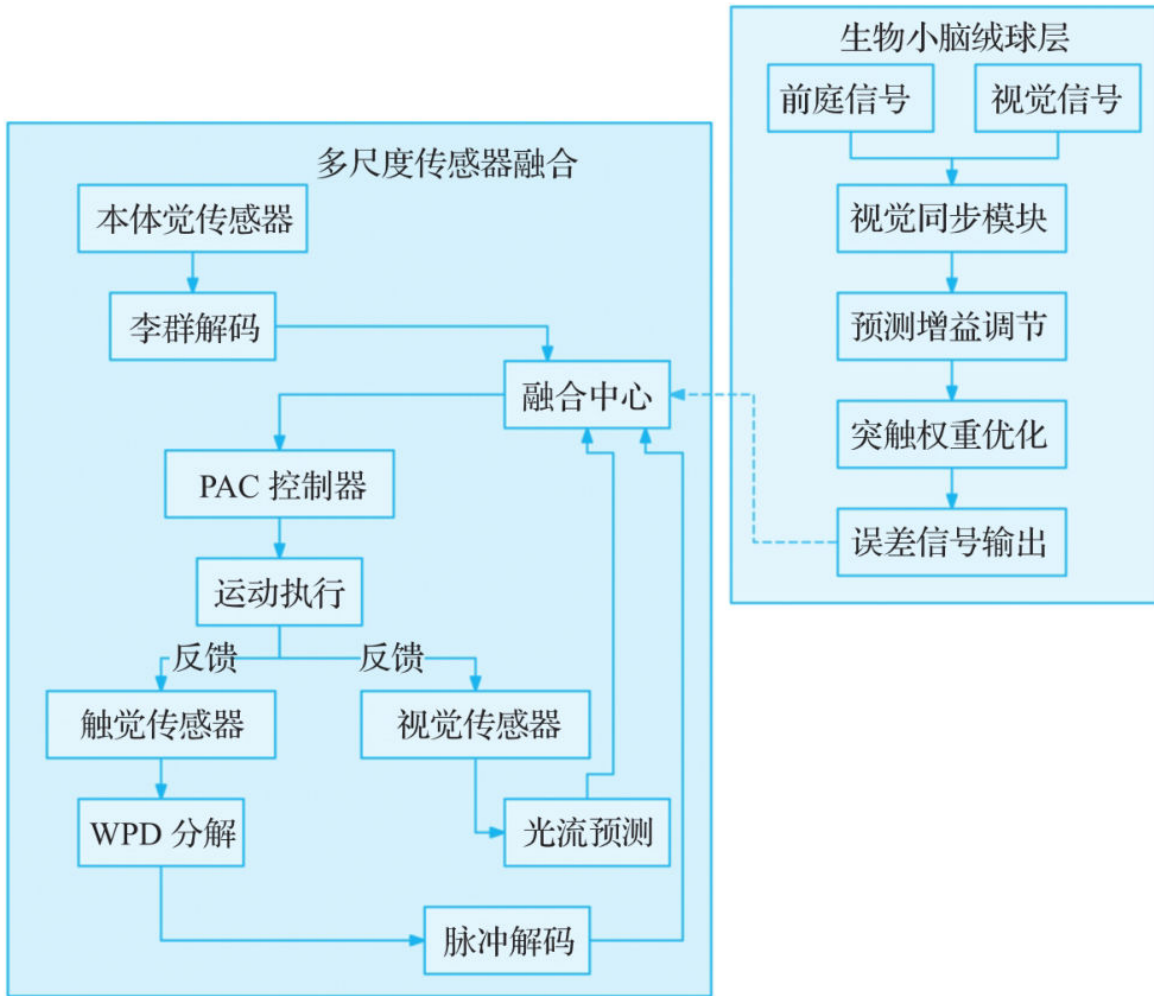 生物小脑绒球层
前庭信号
视觉信号
视觉同步模块
预测增益调节
突触权重优化
误差信号输出
多尺度传感器融合
本体觉传感器
李群解码
融合中心
PAC 控制器
运动执行
反馈
反馈
触觉传感器
视觉传感器
WPD 分解
光流预测
脉冲解码